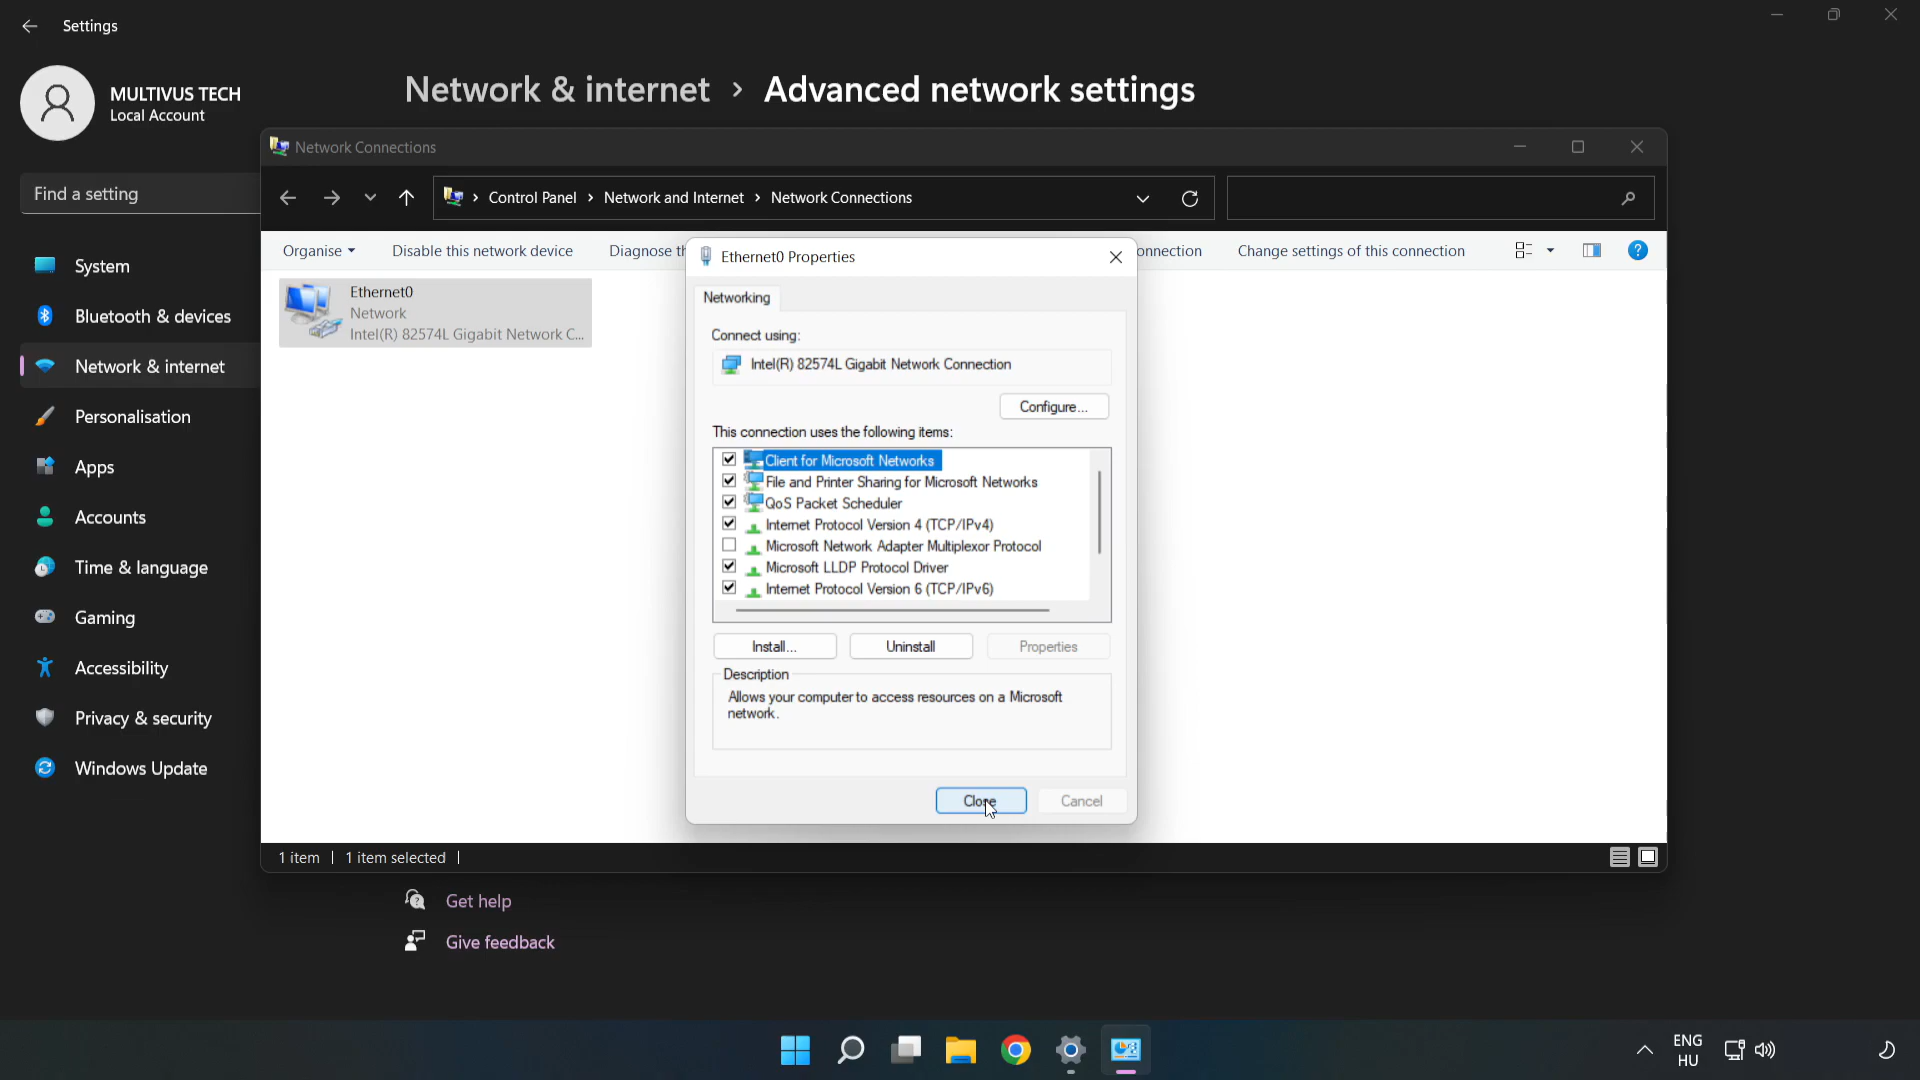 Settings
MULTIVUS TECH
Local Account
Find a setting
System
Bluetooth & devices
Network & internet
Personalisation
Apps
Accounts
Time & language
Gaming
Accessibility
Privacy & security
Windows Update
Network & internet › Advanced network settings
Network Connections
Control Panel › Network and Internet › Network Connections
Organise
Disable this network device
Diagnose th
onnection
Change settings of this connection
Ethernet0
Network
Intel(R) 82574L Gigabit Network C...
Ethernet0 Properties
Networking
Connect using:
Intel(R) 82574L Gigabit Network Connection
Configure...
This connection uses the following items:
Client for Microsoft Networks
File and Printer Sharing for Microsoft Networks
QoS Packet Scheduler
Internet Protocol Version 4 (TCP/IPv4)
Microsoft Network Adapter Multiplexor Protocol
Microsoft LLDP Protocol Driver
Internet Protocol Version 6 (TCP/IPv6)
Install...
Uninstall
Properties
Description
Allows your computer to access resources on a Microsoft
network.
Close
Cancel
1 item
1 item selected
Get help
Give feedback
ENG
HU